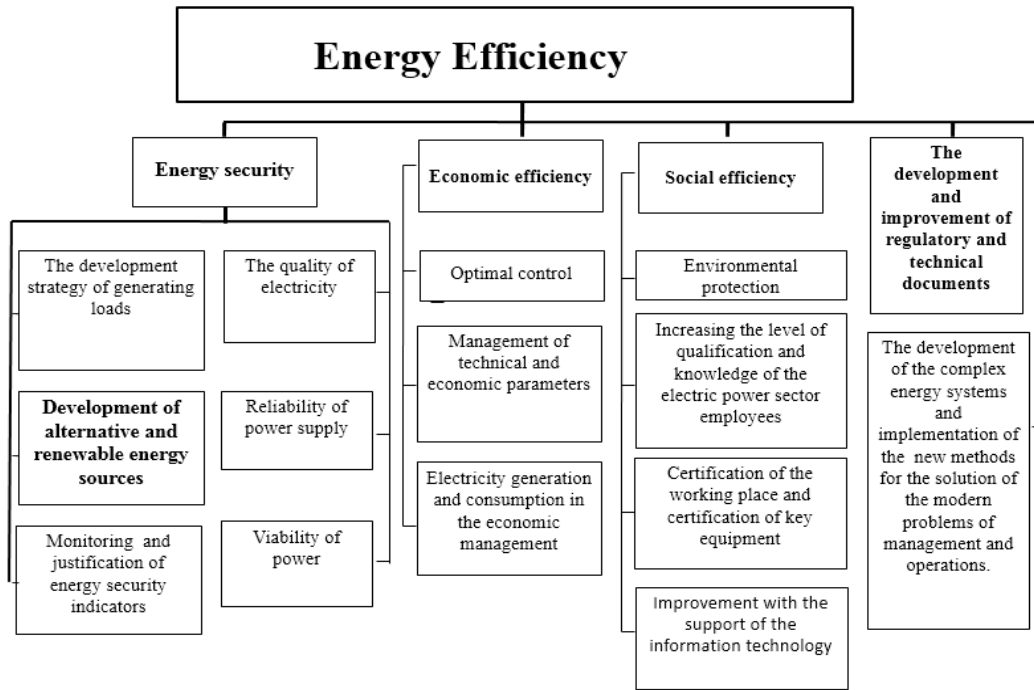 Energy Efficiency
Energy security
Economic efficiency
Social efficiency
The
development
and
improvement of
regulatory and
technical
documents
The development
strategy of generating
loads
The quality of
electricity
Development of
alternative and
renewable energy
sources
Reliability of
power supply
Monitoring and
justification of
energy security
indicators
Viability of
power
Optimal control
Management of
technical and
economic parameters
Electricity generation
and consumption in
the economic
management
Environmental
protection
Increasing the level of
qualification and
knowledge of the
electric power sector
employees
Certification of the
working place and
certification of key
equipment
Improvement with the
support of the
information technology
The development
of the complex
energy systems
and
implementation of
the new methods
for the solution of
the modern
problems of
management and
operations.